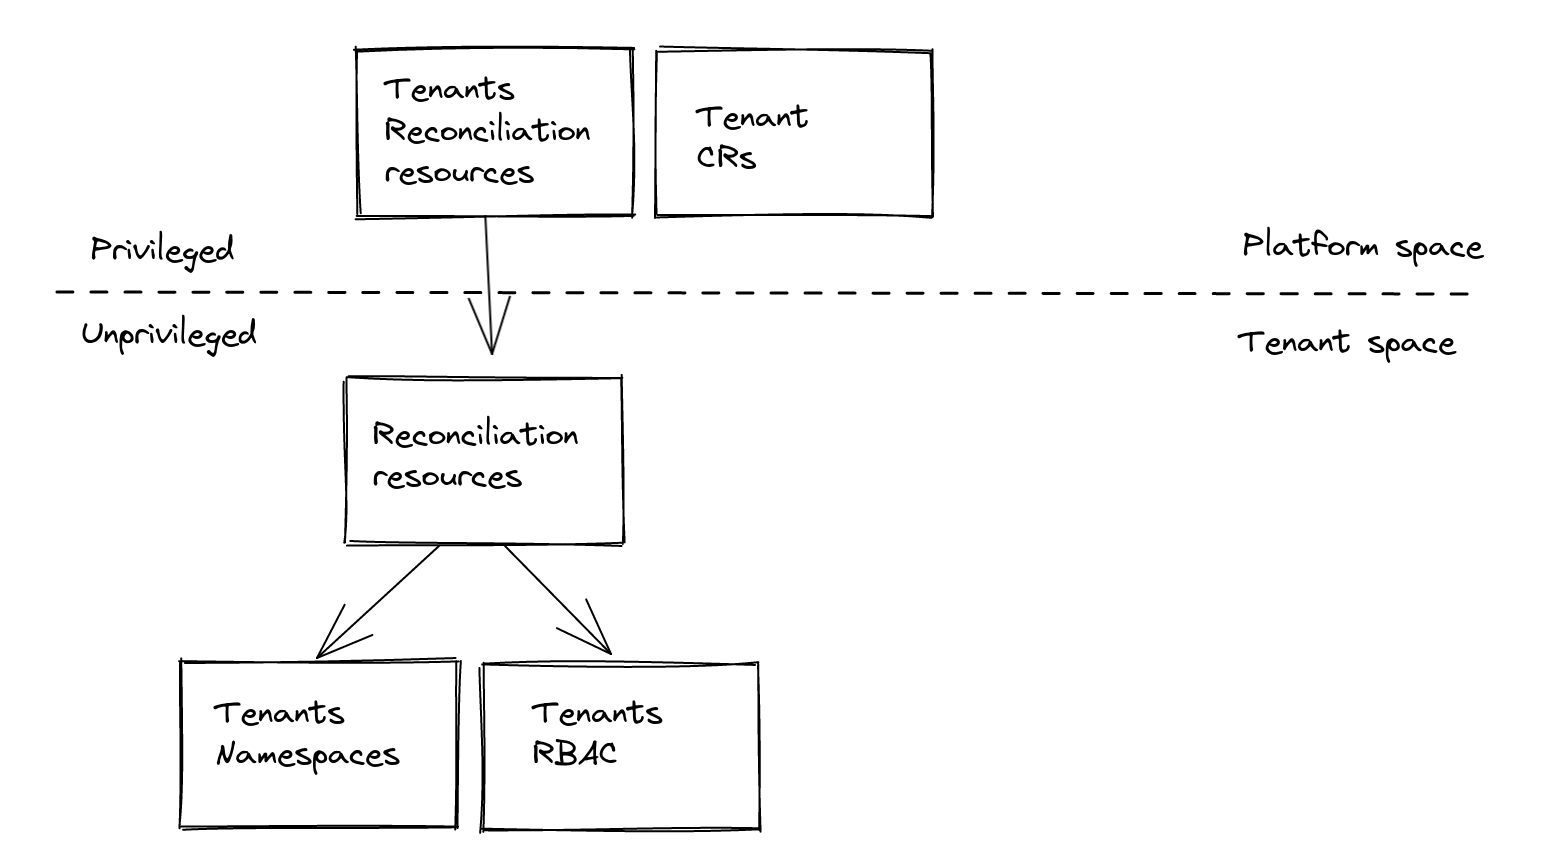 Tenants
Reconciliation
resources
Tenant
CRs
Privileged
Platform space
Unprivileged
Tenant space
Reconciliation
resources
Tenants
Namespaces
Tenants
RBAC